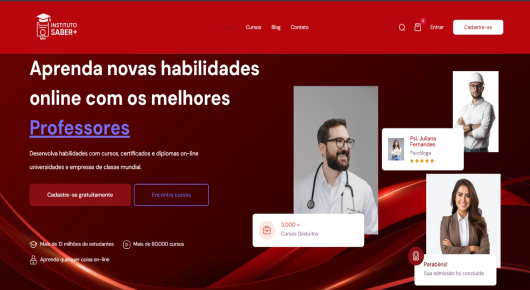 INSTITUTO
SABER+
Cursos
Blog
Contato
0
Entrar
Cadastre-se
Aprenda novas habilidades
online com os melhores
Professores
Desenvolva habilidades com cursos, certificados e diplomas on-line
universidades e empresas de classe mundial.
Cadastre-se gratuitamente
Encontre cursos
Mais de 12 milhões de estudantes
Mais de 60000 cursos
Aprenda qualquer coisa on-line
Psi. Juliana
Fernandes
Psicóloga
3.000 +
Cursos Gratuitos
Parabéns!
Sua admissão foi concluída